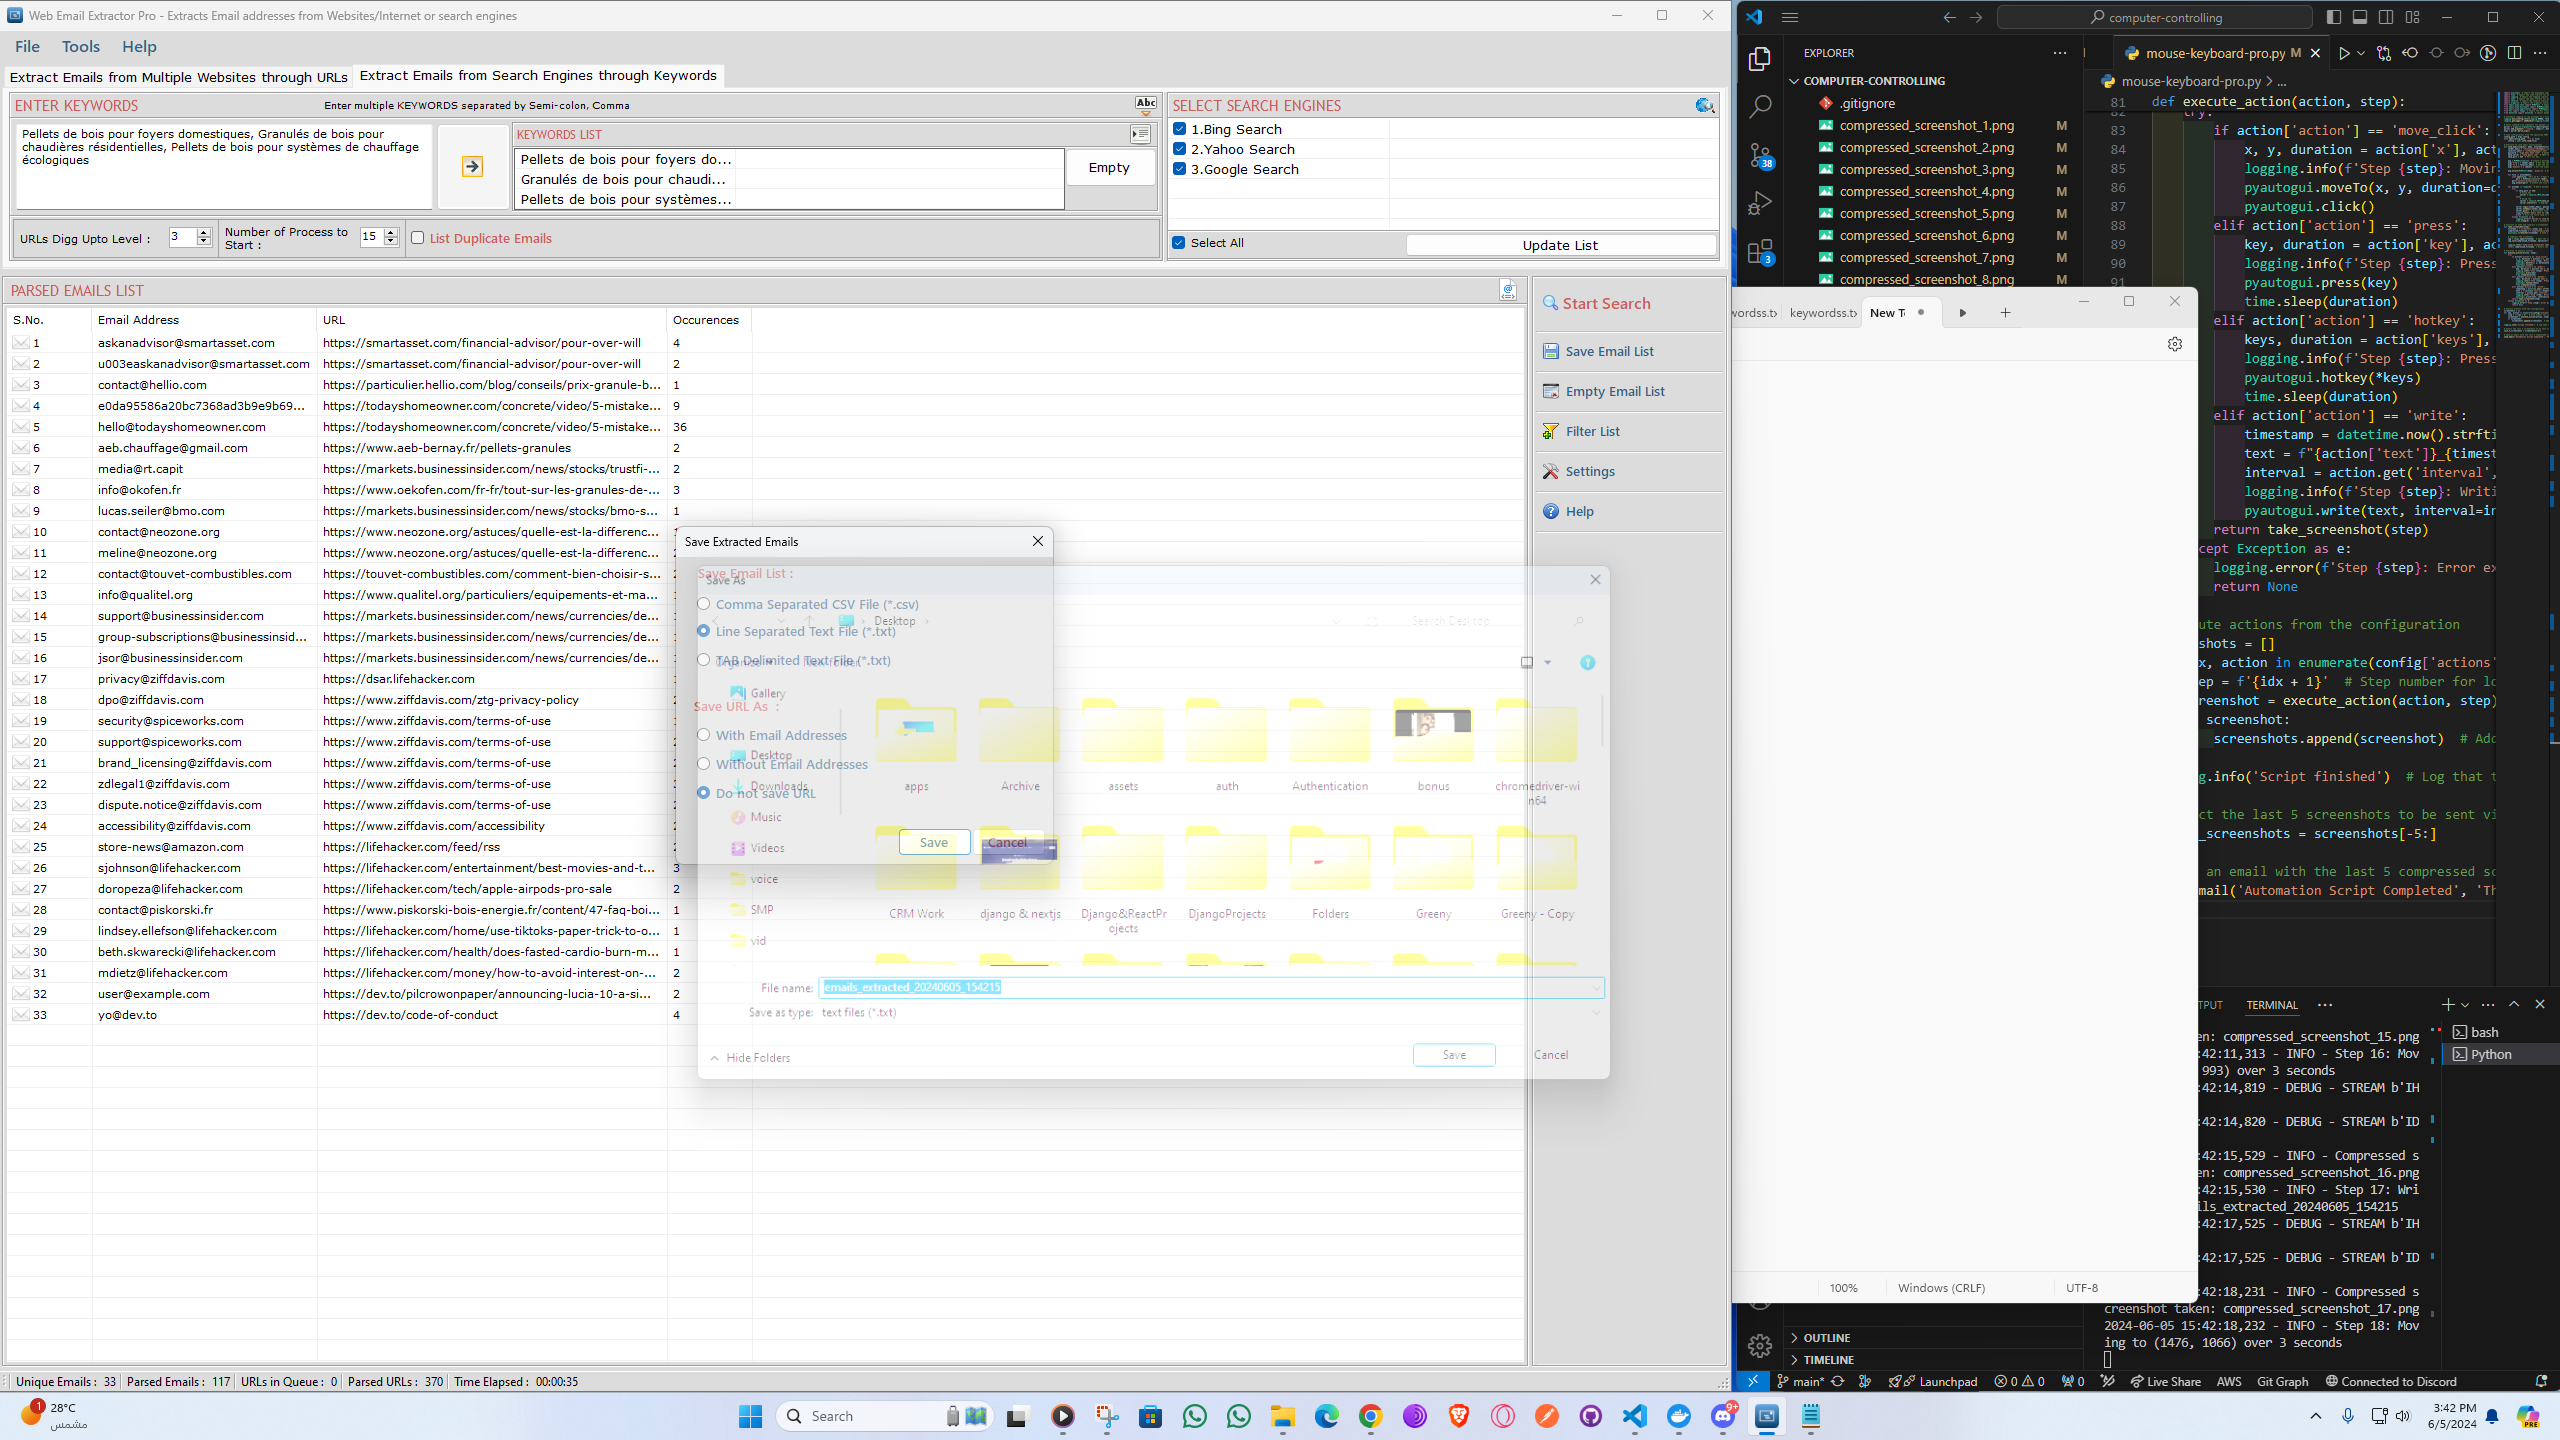 Web Email Extractor Pro - Extracts Email addresses from Websites/Internet or search engines
File Tools Help
Extract Emails from Multiple Websites through URLs
Extract Emails from Search Engines through Keywords
ENTER KEYWORDS
Enter multiple KEYWORDS separated by Semi-colon, Comma
Abc
Pellets de bois pour foyers domestiques, Granulés de bois pour
chaudières résidentielles, Pellets de bois pour systèmes de chauffage
écologiques
KEYWORDS LIST
Pellets de bois pour foyers do...
Granulés de bois pour chaudi...
Pellets de bois pour systèmes...
Empty
URLs Digg Upto Level : 3
Number of Process to
Start : 15
List Duplicate Emails
SELECT SEARCH ENGINES
1.Bing Search
2.Yahoo Search
3.Google Search
Select All
Update List
PARSED EMAILS LIST
S.No. Email Address URL Occurences
1 askanadvisor@smartasset.com https://smartasset.com/financial-advisor/pour-over-will 4
2 u003easkanadvisor@smartasset.com https://smartasset.com/financial-advisor/pour-over-will 2
3 contact@hellio.com https://particulier.hellio.com/blog/conseils/prix-granule-b... 1
4 e0da95586a20bc7368ad3b9e9b69... https://todayshomeowner.com/concrete/video/5-mistake... 9
5 hello@todayshomeowner.com https://todayshomeowner.com/concrete/video/5-mistake... 36
6 aeb.chauffage@gmail.com https://www.aeb-bernay.fr/pellets-granules 2
7 media@rt.capit https://markets.businessinsider.com/news/stocks/trustfi-... 2
8 info@okofen.fr https://www.oekofen.com/fr-fr/tout-sur-les-granules-de-... 3
9 lucas.seiler@bmo.com https://markets.businessinsider.com/news/stocks/bmo-s... 1
10 contact@neozone.org https://www.neozone.org/astuces/quelle-est-la-differenc...
11 meline@neozone.org https://www.neozone.org/astuces/quelle-est-la-differenc...
12 contact@touvet-combustibles.com https://touvet-combustibles.com/comment-bien-choisir-s...
13 info@qualitel.org https://www.qualitel.org/particuliers/equipements-et-ma...
14 support@businessinsider.com https://markets.businessinsider.com/news/currencies/de...
15 group-subscriptions@businessinsid... https://markets.businessinsider.com/news/currencies/de...
16 jsor@businessinsider.com https://markets.businessinsider.com/news/currencies/de...
17 privacy@ziffdavis.com https://dsar.lifehacker.com
18 dpo@ziffdavis.com https://www.ziffdavis.com/ztg-privacy-policy
19 security@spiceworks.com https://www.ziffdavis.com/terms-of-use
20 support@spiceworks.com https://www.ziffdavis.com/terms-of-use
21 brand_licensing@ziffdavis.com https://www.ziffdavis.com/terms-of-use
22 zdlegal1@ziffdavis.com https://www.ziffdavis.com/terms-of-use
23 dispute.notice@ziffdavis.com https://www.ziffdavis.com/terms-of-use
24 accessibility@ziffdavis.com https://www.ziffdavis.com/accessibility
25 store-news@amazon.com https://lifehacker.com/feed/rss
26 sjohnson@lifehacker.com https://lifehacker.com/entertainment/best-movies-and-t... 3
27 doropeza@lifehacker.com https://lifehacker.com/tech/apple-airpods-pro-sale 2
28 contact@piskorski.fr https://www.piskorski-bois-energie.fr/content/47-faq-boi... 1
29 lindsey.ellefson@lifehacker.com https://lifehacker.com/home/use-tiktoks-paper-trick-to-o... 1
30 beth.skwarecki@lifehacker.com https://lifehacker.com/health/does-fasted-cardio-burn-m... 1
31 mdietz@lifehacker.com https://lifehacker.com/money/how-to-avoid-interest-on-... 2
32 user@example.com https://dev.to/pilcrowonpaper/announcing-lucia-10-a-si... 2
33 yo@dev.to https://dev.to/code-of-conduct 4
Start Search
Save Email List
Empty Email List
Filter List
Settings
Help
Save Extracted Emails
Save Email List :
Comma Separated CSV File (*.csv)
Line Separated Text File (*.txt)
TAB Delimited Text File (*.txt)
Save URL As :
With Email Addresses
Without Email Addresses
Do not save URL
Save Cancel
Save As
Desktop
Search Desktop
Gallery
Desktop
Downloads
Music
Videos
voice
SMP
vid
apps Archive assets auth Authentication bonus chromedriver-wi
n64
CRM Work django & nextjs Django&ReactPr DjangoProjects Folders Greeny Greeny - Copy
ojects
File name: emails_extracted_20240605_154215
Save as type: text files (*.txt)
Hide Folders
Save Cancel
Unique Emails : 33 Parsed Emails : 117 URLs in Queue : 0 Parsed URLs : 370 Time Elapsed : 00:00:35
computer-controlling
EXPLORER
COMPUTER-CONTROLLING
.gitignore
compressed_screenshot_1.png M
compressed_screenshot_2.png M
compressed_screenshot_3.png M
compressed_screenshot_4.png M
compressed_screenshot_5.png M
compressed_screenshot_6.png M
compressed_screenshot_7.png M
compressed_screenshot_8.png M
38
3
mouse-keyboard-pro.py M
mouse-keyboard-pro.py > ...
81 def execute_action(action, step):
82 try:
83 if action['action'] == 'move_click':
84 x, y, duration = action['x'], act
85 logging.info(f'Step {step}: Movin
86 pyautogui.moveTo(x, y, duration=d
87 pyautogui.click()
88 elif action['action'] == 'press':
89 key, duration = action['key'], ac
90 logging.info(f'Step {step}: Press
91 pyautogui.press(key)
time.sleep(duration)
elif action['action'] == 'hotkey':
keys, duration = action['keys'],
logging.info(f'Step {step}: Press
pyautogui.hotkey(*keys)
time.sleep(duration)
elif action['action'] == 'write':
timestamp = datetime.now().strfti
text = f"{action['text']}_{timest
interval = action.get('interval',
logging.info(f'Step {step}: Writi
pyautogui.write(text, interval=in
return take_screenshot(step)
cept Exception as e:
logging.error(f'Step {step}: Error ex
return None
ute actions from the configuration
shots = []
x, action in enumerate(config['actions'
ep = f'{idx + 1}' # Step number for lo
reenshot = execute_action(action, step)
screenshot:
screenshots.append(screenshot) # Add
g.info('Script finished') # Log that t
ct the last 5 screenshots to be sent vi
_screenshots = screenshots[-5:]
an email with the last 5 compressed sc
mail('Automation Script Completed', 'Th
wordss.tx keywordss.tx New T
100% Windows (CRLF) UTF-8
TPUT TERMINAL
bash
Python
en: compressed_screenshot_15.png
:42:11,313 - INFO - Step 16: Mov
993) over 3 seconds
:42:14,819 - DEBUG - STREAM b'IH
:42:14,820 - DEBUG - STREAM b'ID
:42:15,529 - INFO - Compressed s
en: compressed_screenshot_16.png
:42:15,530 - INFO - Step 17: Wri
ils_extracted_20240605_154215
:42:17,525 - DEBUG - STREAM b'IH
:42:17,525 - DEBUG - STREAM b'ID
:42:18,231 - INFO - Compressed s
creenshot taken: compressed_screenshot_17.png
2024-06-05 15:42:18,232 - INFO - Step 18: Mov
ing to (1476, 1066) over 3 seconds
OUTLINE
TIMELINE
main* Launchpad 0 0 0 Live Share AWS Git Graph Connected to Discord
1
28°C
مشمس
Search
9+
3:42 PM
6/5/2024
PRE